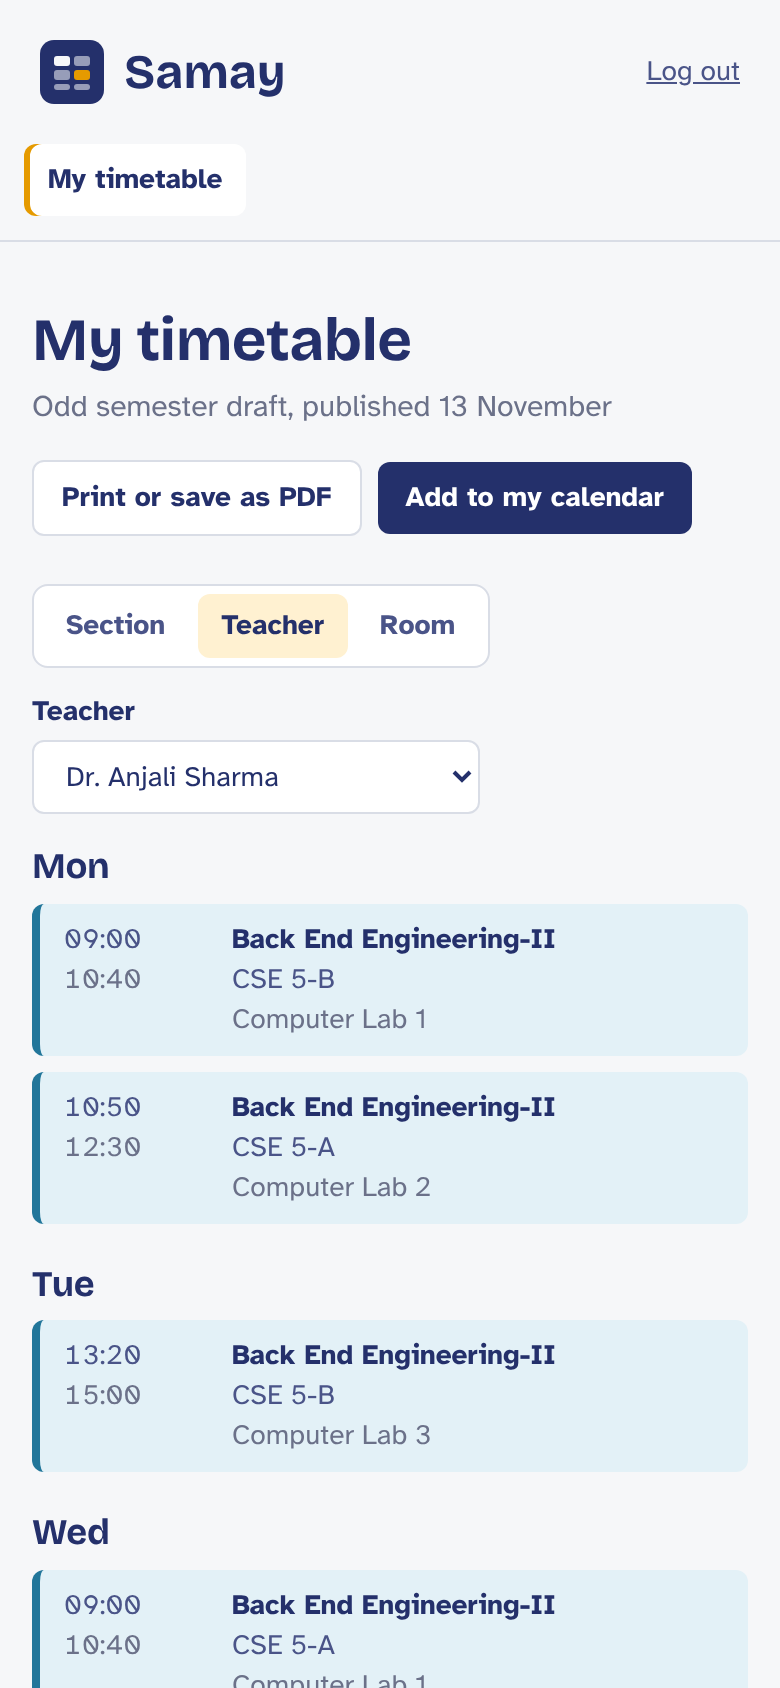 Samay
Log out
My timetable
My timetable
Odd semester draft, published 13 November
Print or save as PDF
Add to my calendar
Section
Teacher
Room
Teacher
Dr. Anjali Sharma
Mon
09:00
10:40
Back End Engineering-II
CSE 5-B
Computer Lab 1
10:50
12:30
Back End Engineering-II
CSE 5-A
Computer Lab 2
Tue
13:20
15:00
Back End Engineering-II
CSE 5-B
Computer Lab 3
Wed
09:00
10:40
Back End Engineering-II
CSE 5-A
Computer Lab 1